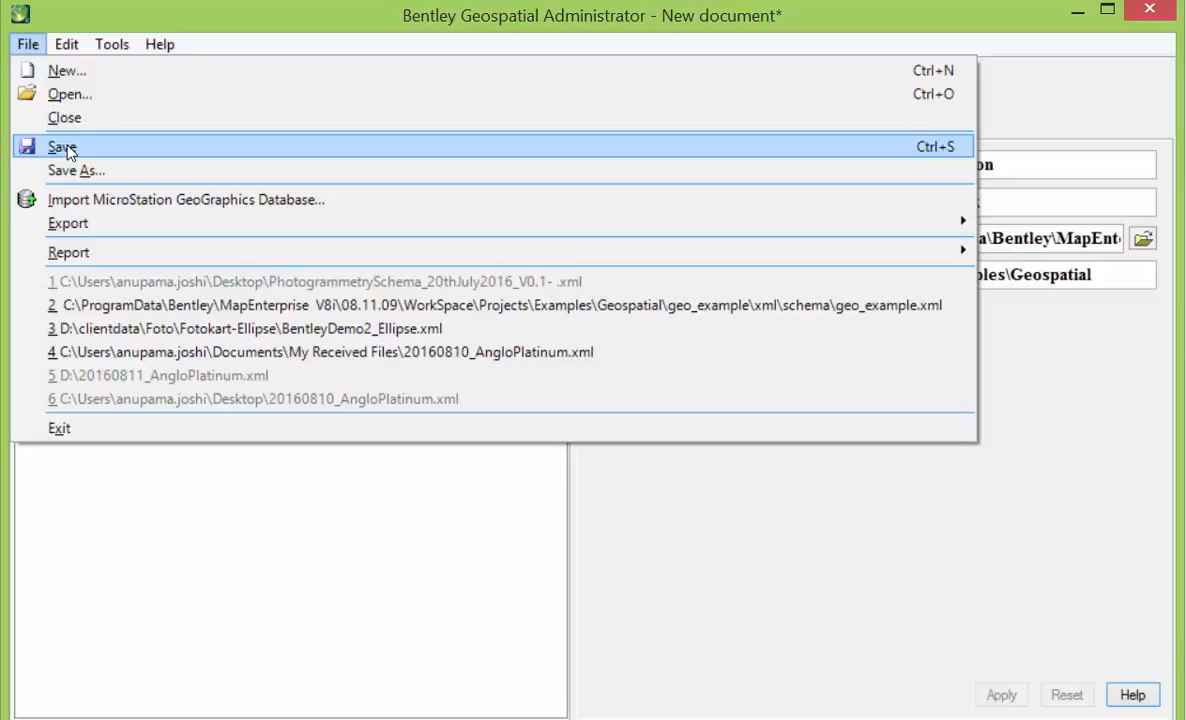 Bentley Geospatial Administrator - New document*
File Edit Tools Help
New... Ctrl+N
Open... Ctrl+O
Close
Save Ctrl+S
Save As...
Import MicroStation GeoGraphics Database...
Export
Report
1 C:\Users\anupama.joshi\Desktop\PhotogrammetrySchema_20thJuly2016_V0.1- .xml
2 C:\ProgramData\Bentley\MapEnterprise V8i\08.11.09\WorkSpace\Projects\Examples\Geospatial\geo_example\xml\schema\geo_example.xml
3 D:\clientdata\Foto\Fotokart-Ellipse\BentleyDemo2_Ellipse.xml
4 C:\Users\anupama.joshi\Documents\My Received Files\20160810_AngloPlatinum.xml
5 D:\20160811_AngloPlatinum.xml
6 C:\Users\anupama.joshi\Desktop\20160810_AngloPlatinum.xml
Exit
on
a\Bentley\MapEnt
ples\Geospatial
Apply Reset Help